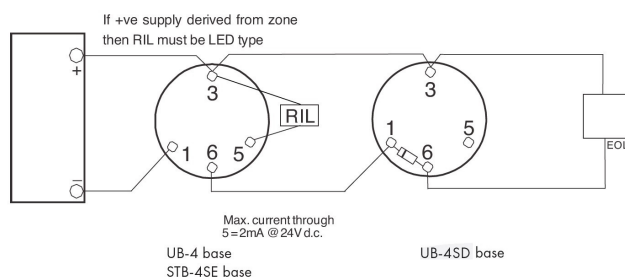 If +ve supply derived from zone
then RIL must be LED type
+
3
3
RIL
1
5
1
6
5
6
EOL
−
Max. current through
5=2mA @ 24V d.c.
UB-4 base
UB-4SD base
STB-4SE base